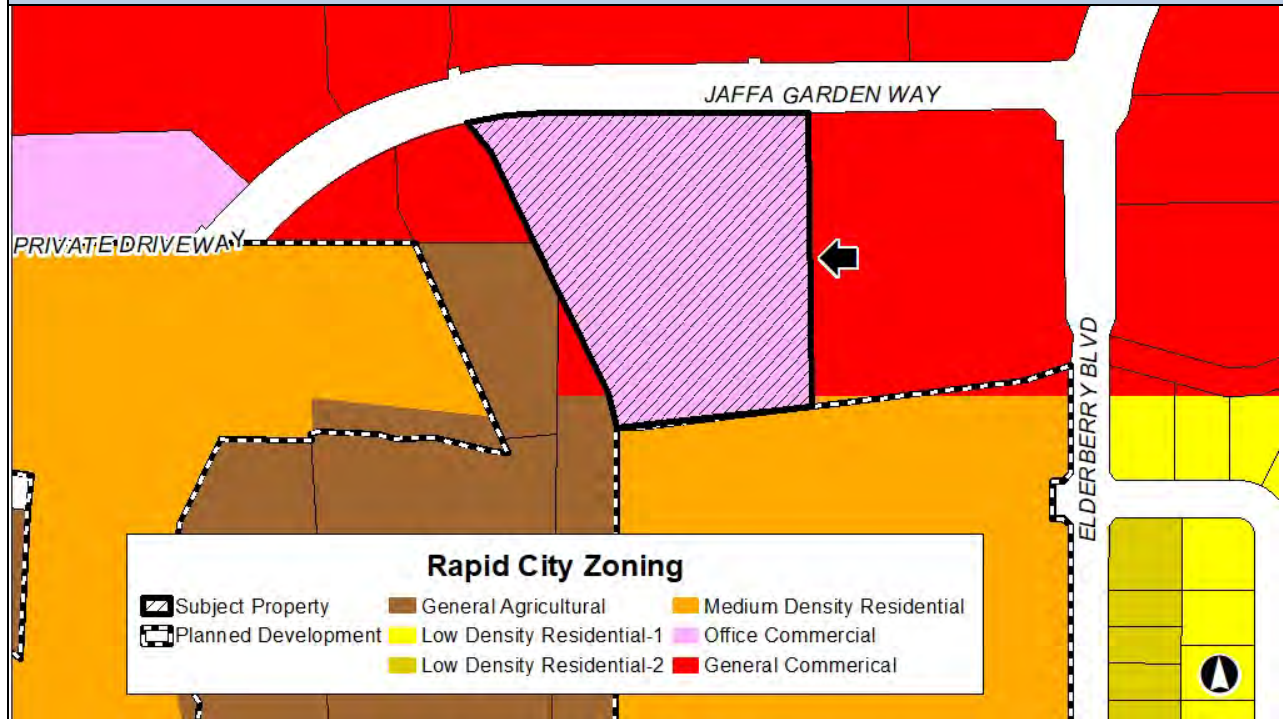 JAFFA GARDEN WAY
PRIVATE DRIVEWAY
ELDERBERRY BLVD
Rapid City Zoning
Subject Property
General Agricultural
Medium Density Residential
Planned Development
Low Density Residential-1
Office Commercial
Low Density Residential-2
General Commerical